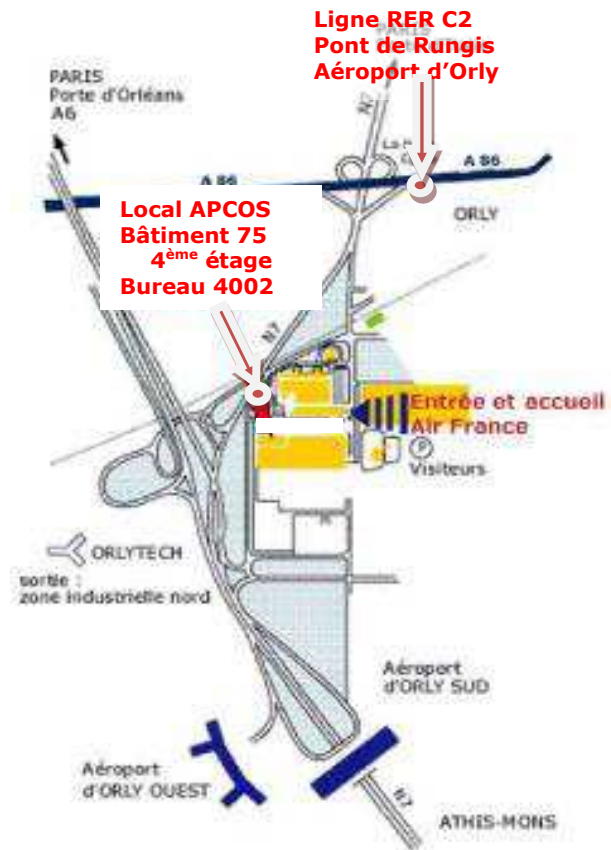 Ligne RER C2
Pont de Rungis
Aéroport d'Orly
PARIS
PARIS
Porte d'Orléans
A6
N7
A 86
A 86
ORLY
Local APCOS
Bâtiment 75
4ème étage
Bureau 4002
N7
Entrée et accueil
Air France
P
Visiteurs
ORLYTECH
sortie :
zone industrielle nord
Aéroport
d'ORLY SUD
Aéroport
d'ORLY OUEST
N7
ATHIS-MONS